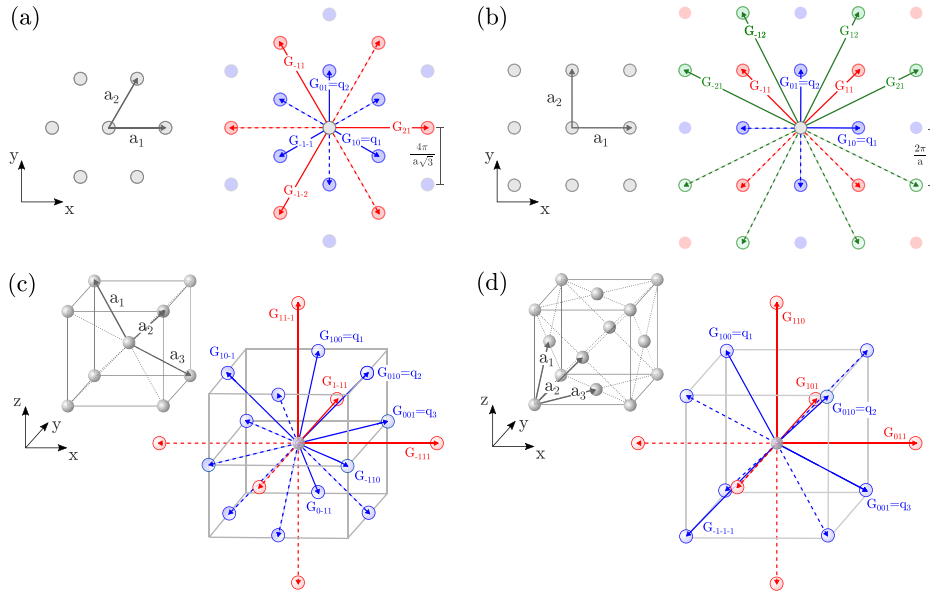 (a)
a₂
a₁
y
x
G₋₁₁
G₀₁=q₂
G₂₁
G₋₁₋₁
G₁₀=q₁
G₋₁₋₂
4π
a√3
(b)
a₂
a₁
y
x
G₋₁₂
G₁₂
G₋₂₁
G₂₁
G₋₁₁
G₀₁=q₂
G₁₁
G₁₀=q₁
2π
a
(c)
a₁
a₂
a₃
z
y
x
G₁₁₋₁
G₁₀₋₁
G₁₀₀=q₁
G₁₋₁₁
G₀₁₀=q₂
G₀₀₁=q₃
G₋₁₁₁
G₋₁₁₀
G₀₋₁₁
(d)
a₁
a₂
a₃
z
y
x
G₁₁₀
G₁₀₀=q₁
G₁₀₁
G₀₁₀=q₂
G₀₁₁
G₀₀₁=q₃
G₋₁₋₁₋₁